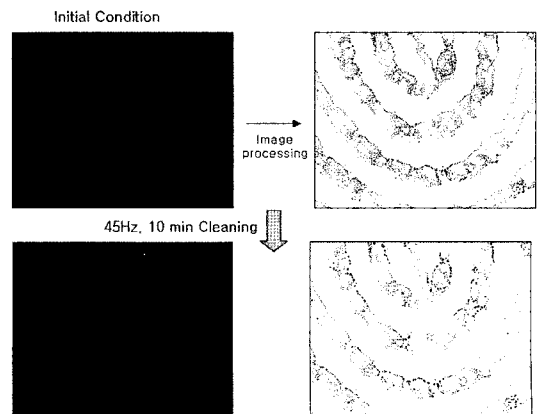 Initial Condition
Image
processing
45Hz, 10 min Cleaning